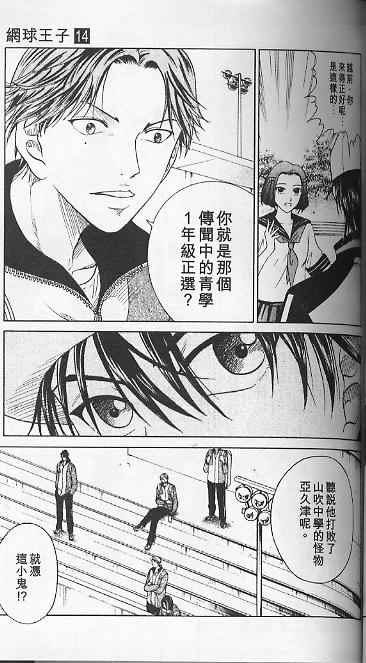 網球王子 14
越前，你
來得正好呢…
是這樣的…
你就是那個
傳聞中的青學
1年級正選？
聽說他打敗了
山吹中學的怪物
亞久津呢。
就憑
這小鬼!?